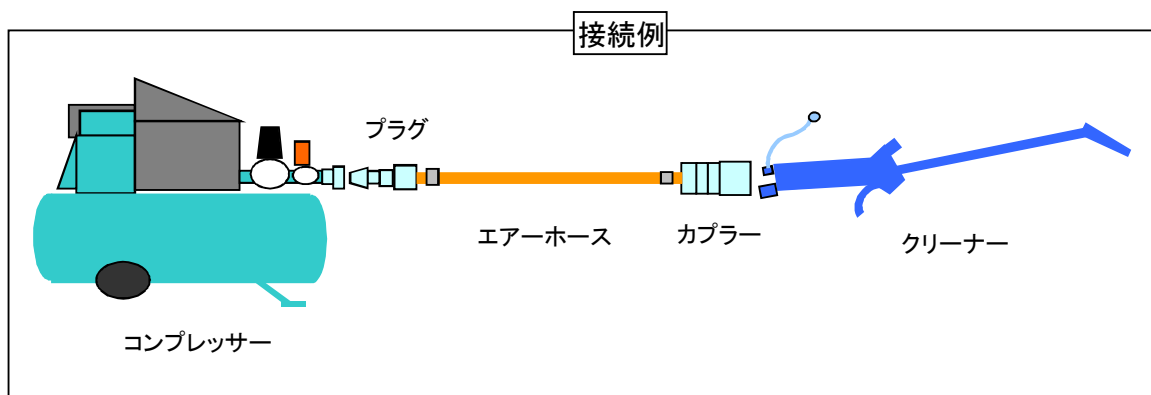 接続例
プラグ
エアーホース
カプラー
クリーナー
コンプレッサー